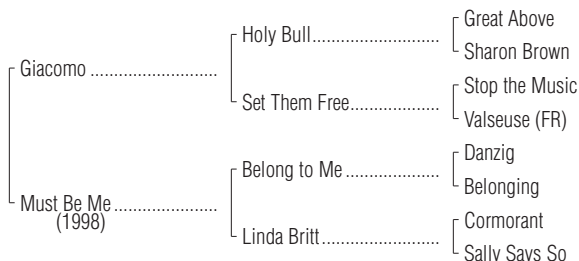 Great Above
Holy Bull
Sharon Brown
Giacomo
Stop the Music
Set Them Free
Valseuse (FR)
Danzig
Belong to Me
Belonging
Must Be Me
(1998)
Cormorant
Linda Britt
Sally Says So